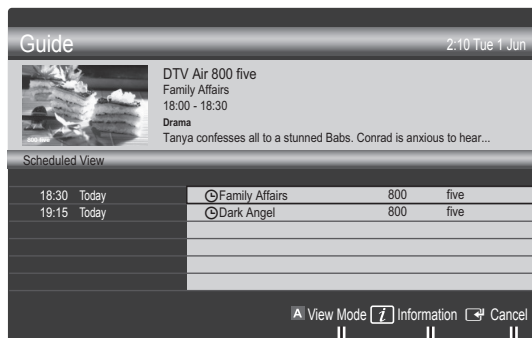 Guide 2:10 Tue 1 Jun
DTV Air 800 five
Family Affairs
18:00 - 18:30
Drama
Tanya confesses all to a stunned Babs. Conrad is anxious to hear...
800 five
Scheduled View
18:30 Today Family Affairs 800 five
19:15 Today Dark Angel 800 five
A View Mode i Information Cancel